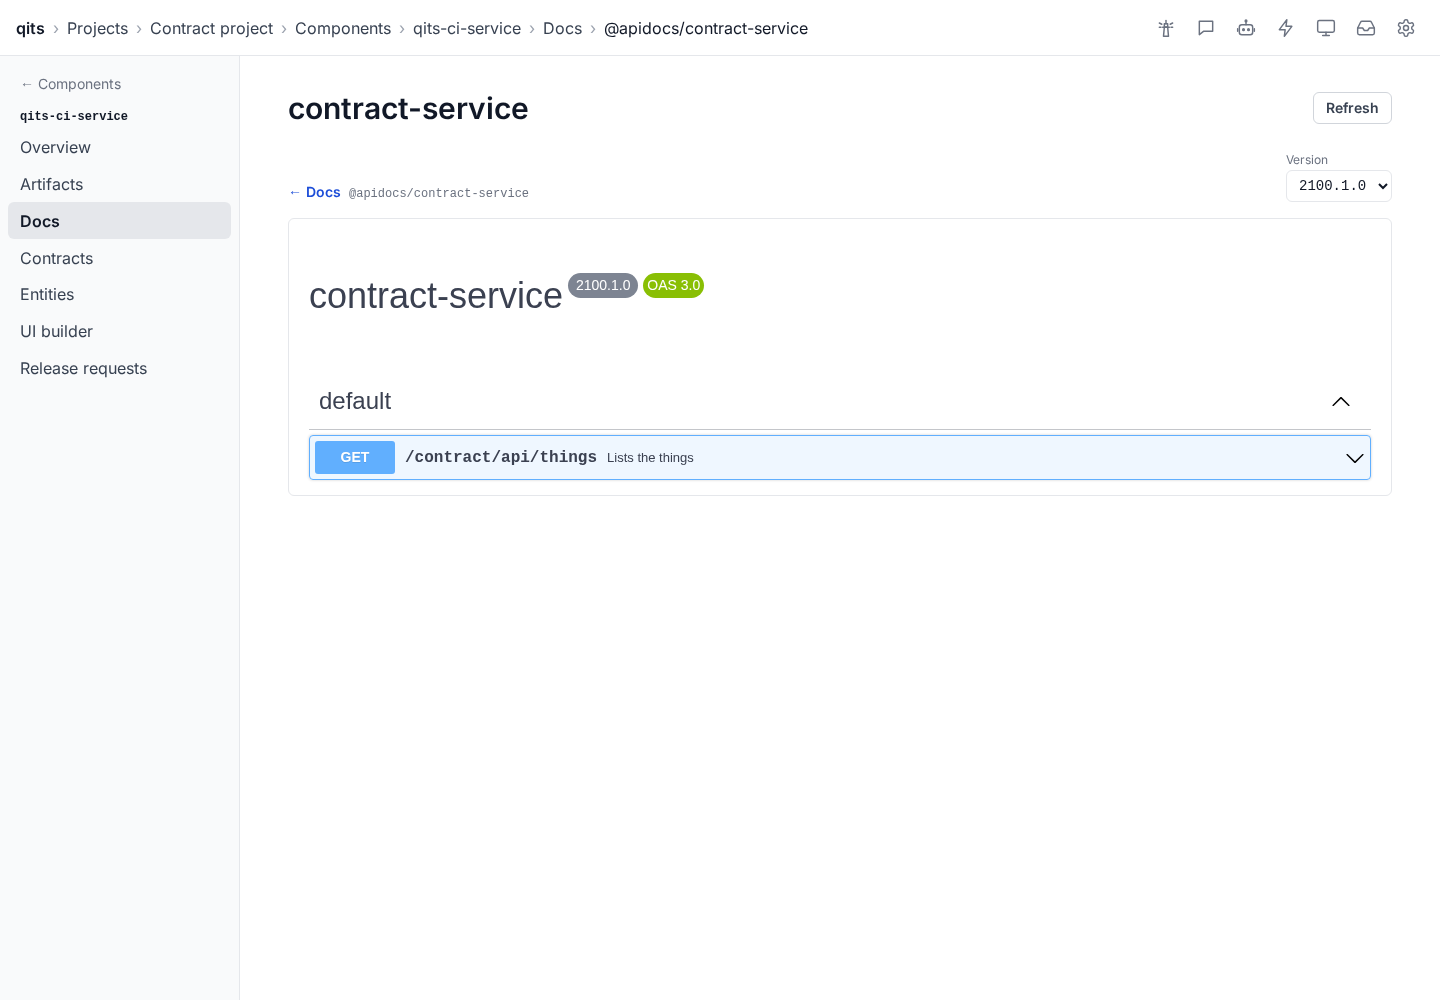 qits › Projects › Contract project › Components › qits-ci-service › Docs › @apidocs/contract-service
← Components
qits-ci-service
Overview
Artifacts
Docs
Contracts
Entities
UI builder
Release requests
contract-service
Refresh
Version
← Docs @apidocs/contract-service
2100.1.0
contract-service 2100.1.0 OAS 3.0
default
GET /contract/api/things Lists the things